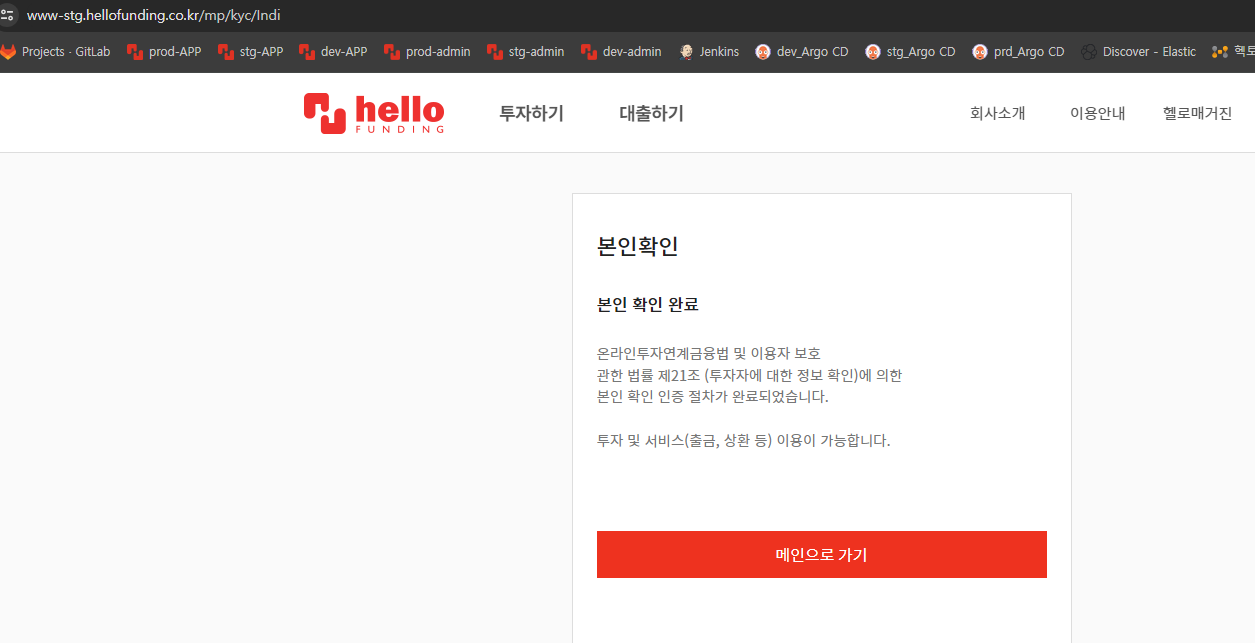 www-stg.hellofunding.co.kr/mp/kyc/Indi
Projects · GitLab prod-APP stg-APP dev-APP prod-admin stg-admin dev-admin Jenkins dev_Argo CD stg_Argo CD prd_Argo CD Discover - Elastic
hello
FUNDING
투자하기 대출하기 회사소개 이용안내 헬로매거진
본인확인
본인 확인 완료
온라인투자연계금융법 및 이용자 보호
관한 법률 제21조 (투자자에 대한 정보 확인)에 의한
본인 확인 인증 절차가 완료되었습니다.
투자 및 서비스(출금, 상환 등) 이용이 가능합니다.
메인으로 가기